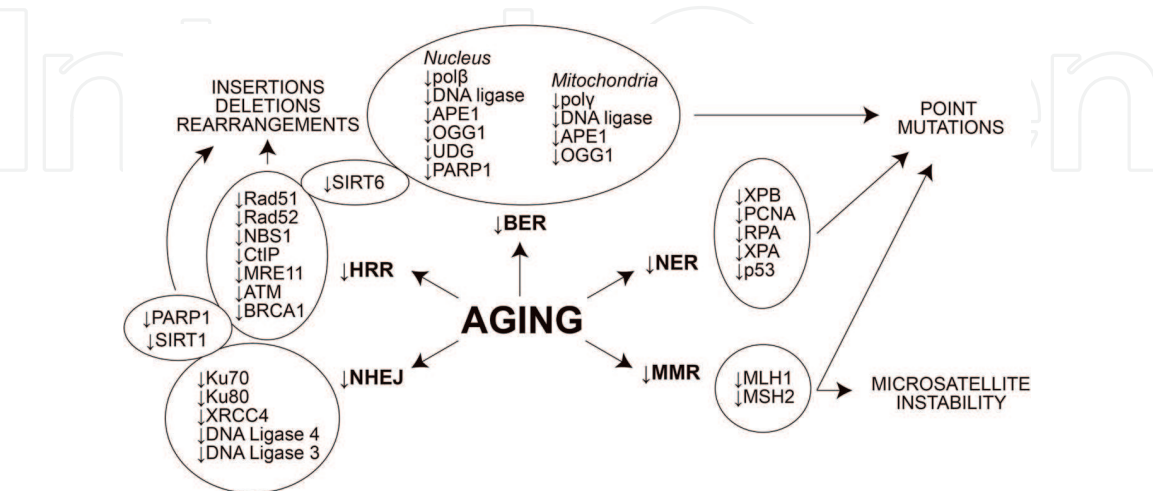 INSERTIONS
DELETIONS
REARRANGEMENTS
Nucleus
↓polβ
↓DNA ligase
↓APE1
↓OGG1
↓UDG
↓PARP1
Mitochondria
↓polγ
↓DNA ligase
↓APE1
↓OGG1
POINT
MUTATIONS
↓SIRT6
↓Rad51
↓Rad52
↓NBS1
↓CtIP
↓MRE11
↓ATM
↓BRCA1
↓BER
↓HRR
↓NER
↓XPB
↓PCNA
↓RPA
↓XPA
↓p53
↓PARP1
↓SIRT1
AGING
↓NHEJ
↓MMR
↓Ku70
↓Ku80
↓XRCC4
↓DNA Ligase 4
↓DNA Ligase 3
↓MLH1
↓MSH2
MICROSATELLITE
INSTABILITY